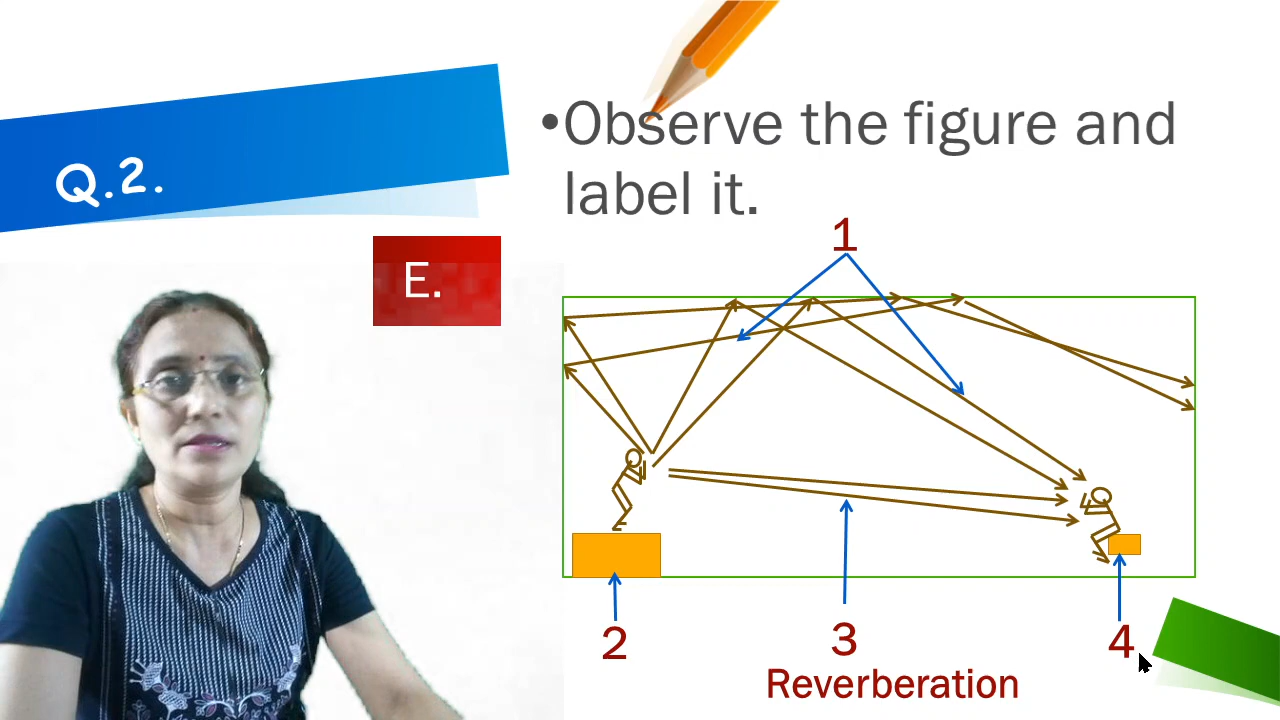 Q.2.
•Observe the figure and
label it.
E.
1
2
3
4
Reverberation